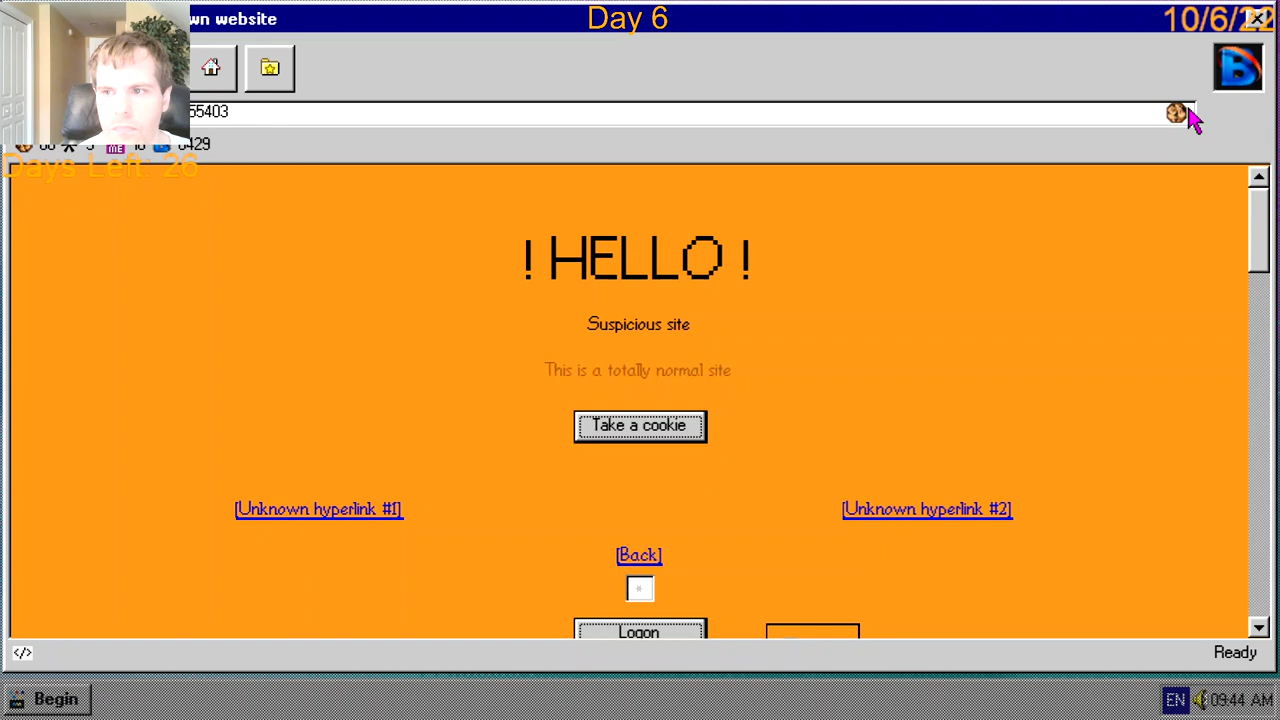 wn website
Day 6
10/6/22
55403
429
Days Left: 26
! HELLO !
Suspicious site
This is a totally normal site
Take a cookie
[Unknown hyperlink #1]
[Unknown hyperlink #2]
[Back]
*
Logon
</>
Ready
Begin
EN
09:44 AM